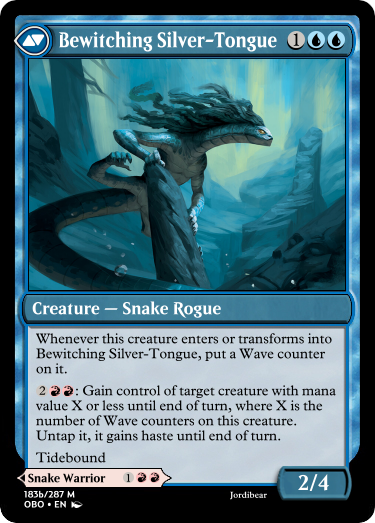 Bewitching Silver-Tongue 1
Creature — Snake Rogue
Whenever this creature enters or transforms into
Bewitching Silver-Tongue, put a Wave counter
on it.
2: Gain control of target creature with mana
value X or less until end of turn, where X is the
number of Wave counters on this creature.
Untap it, it gains haste until end of turn.
Tidebound
Snake Warrior 1
2/4
183b/287 M
OBO • EN
Jordibear